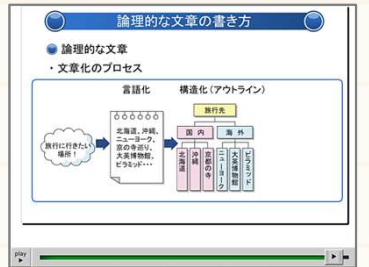 論理的な文章の書き方
論理的な文章
・文章化のプロセス
言語化
構造化（アウトライン）
旅行に行きたい
場所！
北海道、沖縄、
ニューヨーク、
京の寺巡り、
大英博物館、
ピラミッド・・・
旅行先
国内
海外
北海道
沖縄
京都の寺
ニューヨーク
大英博物館
ピラミッド
play